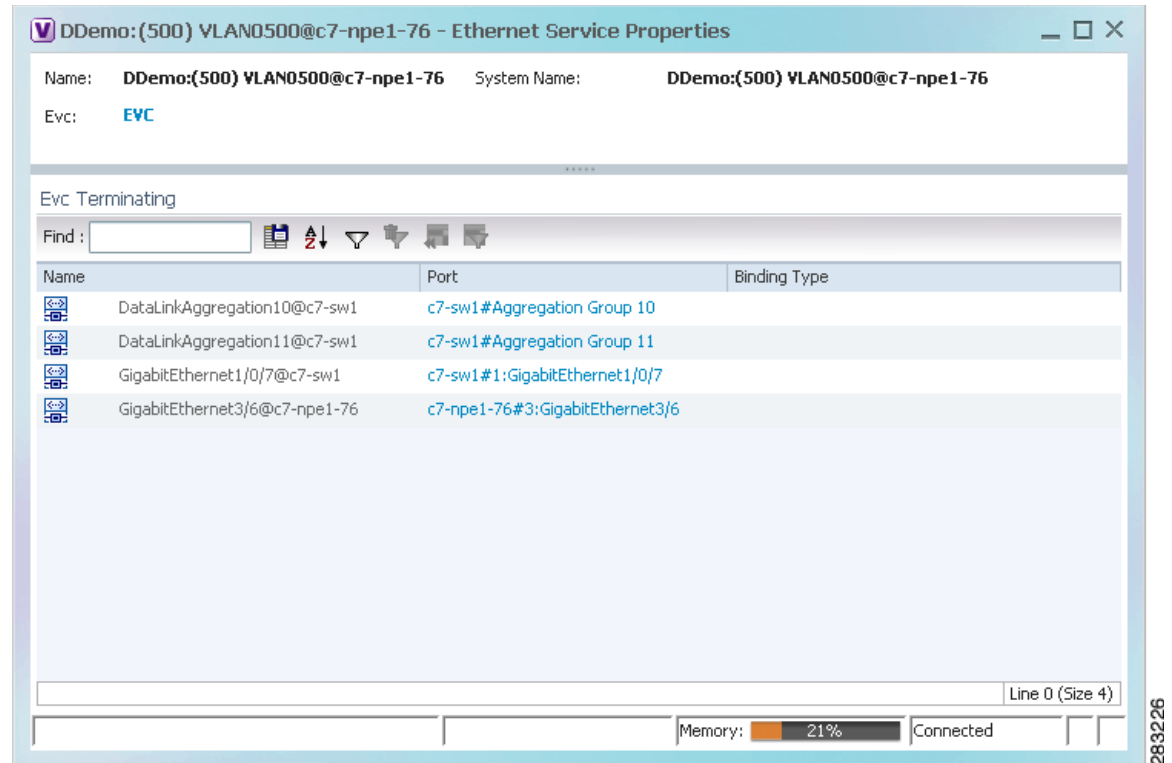 V DDemo:(500) VLAN0500@c7-npe1-76 - Ethernet Service Properties
Name: DDemo:(500) VLAN0500@c7-npe1-76 System Name: DDemo:(500) VLAN0500@c7-npe1-76
Evc: EVC
Evc Terminating
Find :
Name Port Binding Type
DataLinkAggregation10@c7-sw1 c7-sw1#Aggregation Group 10
DataLinkAggregation11@c7-sw1 c7-sw1#Aggregation Group 11
GigabitEthernet1/0/7@c7-sw1 c7-sw1#1:GigabitEthernet1/0/7
GigabitEthernet3/6@c7-npe1-76 c7-npe1-76#3:GigabitEthernet3/6
Line 0 (Size 4)
Memory: 21% Connected
283226